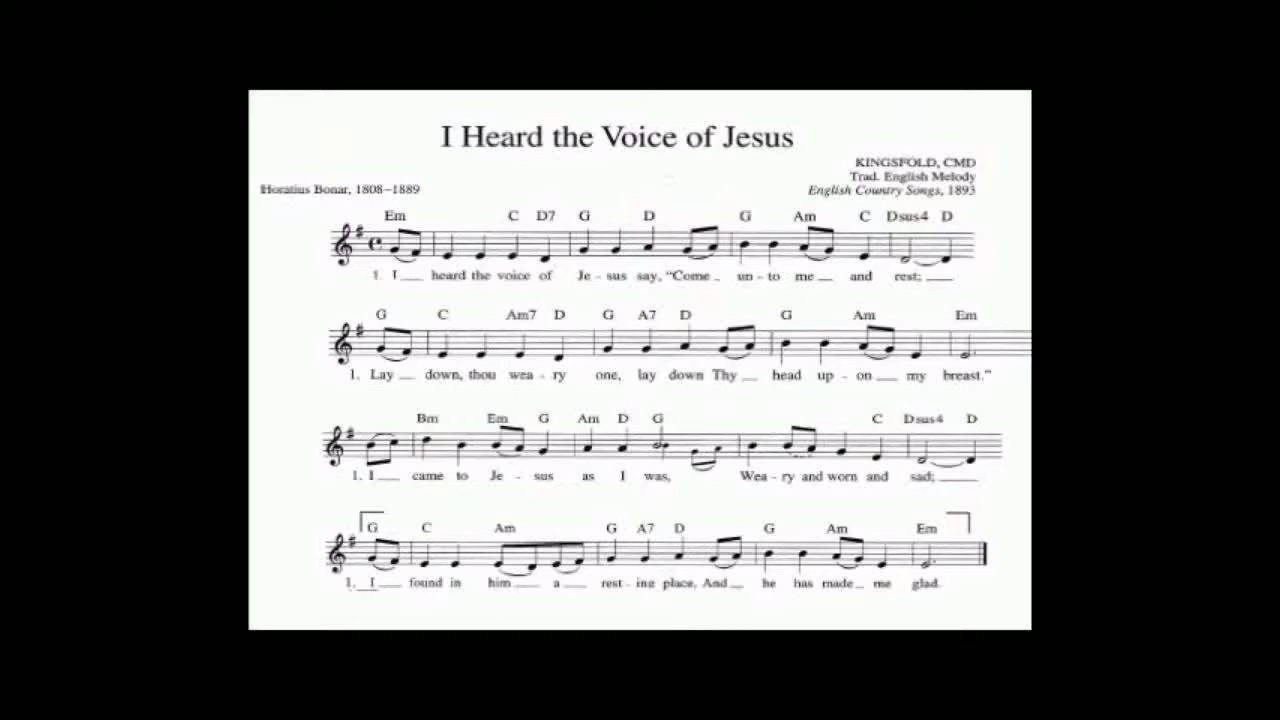 I Heard the Voice of Jesus
KINGSFOLD, CMD
Trad. English Melody
Horatius Bonar, 1808–1889
English Country Songs, 1893
Em C D7 G D G Am C Dsus4 D
1. I heard the voice of Je - sus say, “Come un - to me and rest;
G C Am7 D G A7 D G Am Em
1. Lay down, thou wea - ry one, lay down Thy head up - on my breast.”
Bm Em G Am D G C Dsus4 D
1. I came to Je - sus as I was, Wea - ry and worn and sad;
G C Am G A7 D G Am Em
1. I found in him a rest - ing place, And he has made me glad.